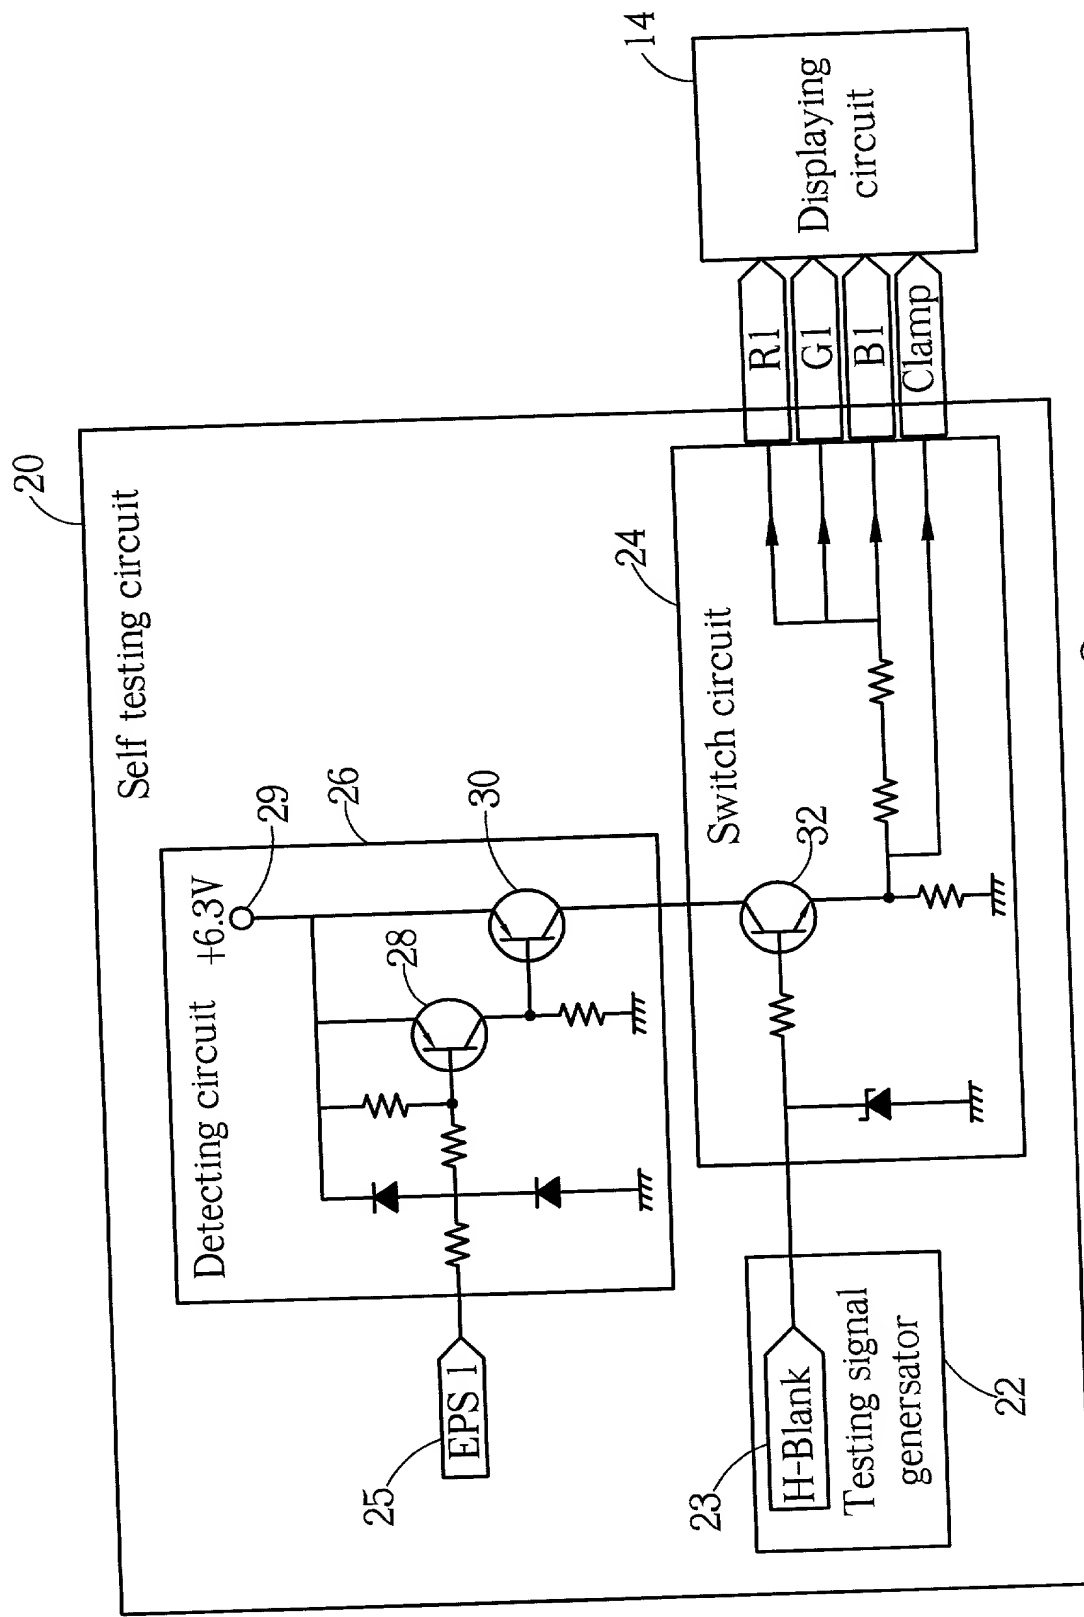 20
Self testing circuit
Detecting circuit
+6.3V
29
26
28
30
25
EPS 1
14
Displaying
circuit
24
Switch circuit
32
R1
G1
B1
Clamp
23
H-Blank
Testing signal
genersator
22